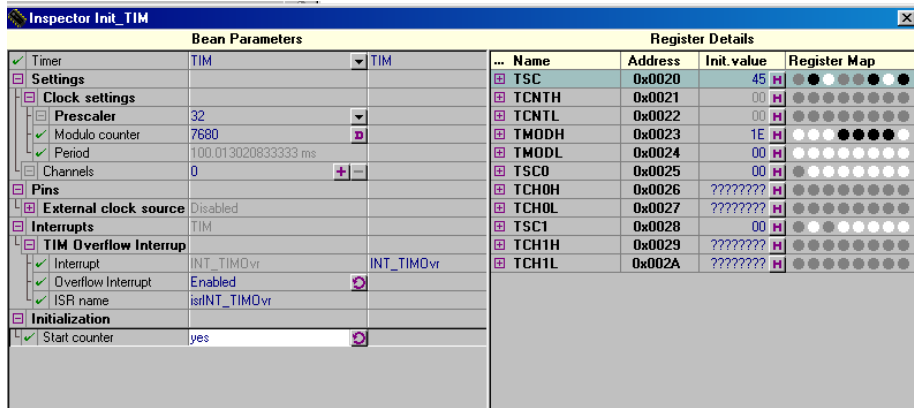 Inspector Init_TIM
Bean Parameters Register Details
Timer TIM TIM ... Name Address Init.value Register Map
Settings TSC 0x0020 45 H
Clock settings TCNTH 0x0021 00 H
Prescaler 32 TCNTL 0x0022 00 H
Modulo counter 7680 D TMODH 0x0023 1E H
Period 100.013020833333 ms TMODL 0x0024 00 H
Channels 0 TSC0 0x0025 00 H
Pins TCH0H 0x0026 ???????? H
External clock source Disabled TCH0L 0x0027 ???????? H
Interrupts TIM TSC1 0x0028 00 H
TIM Overflow Interrup TCH1H 0x0029 ???????? H
Interrupt INT_TIMOvr INT_TIMOvr TCH1L 0x002A ???????? H
Overflow Interrupt Enabled
ISR name isrINT_TIMOvr
Initialization
Start counter yes